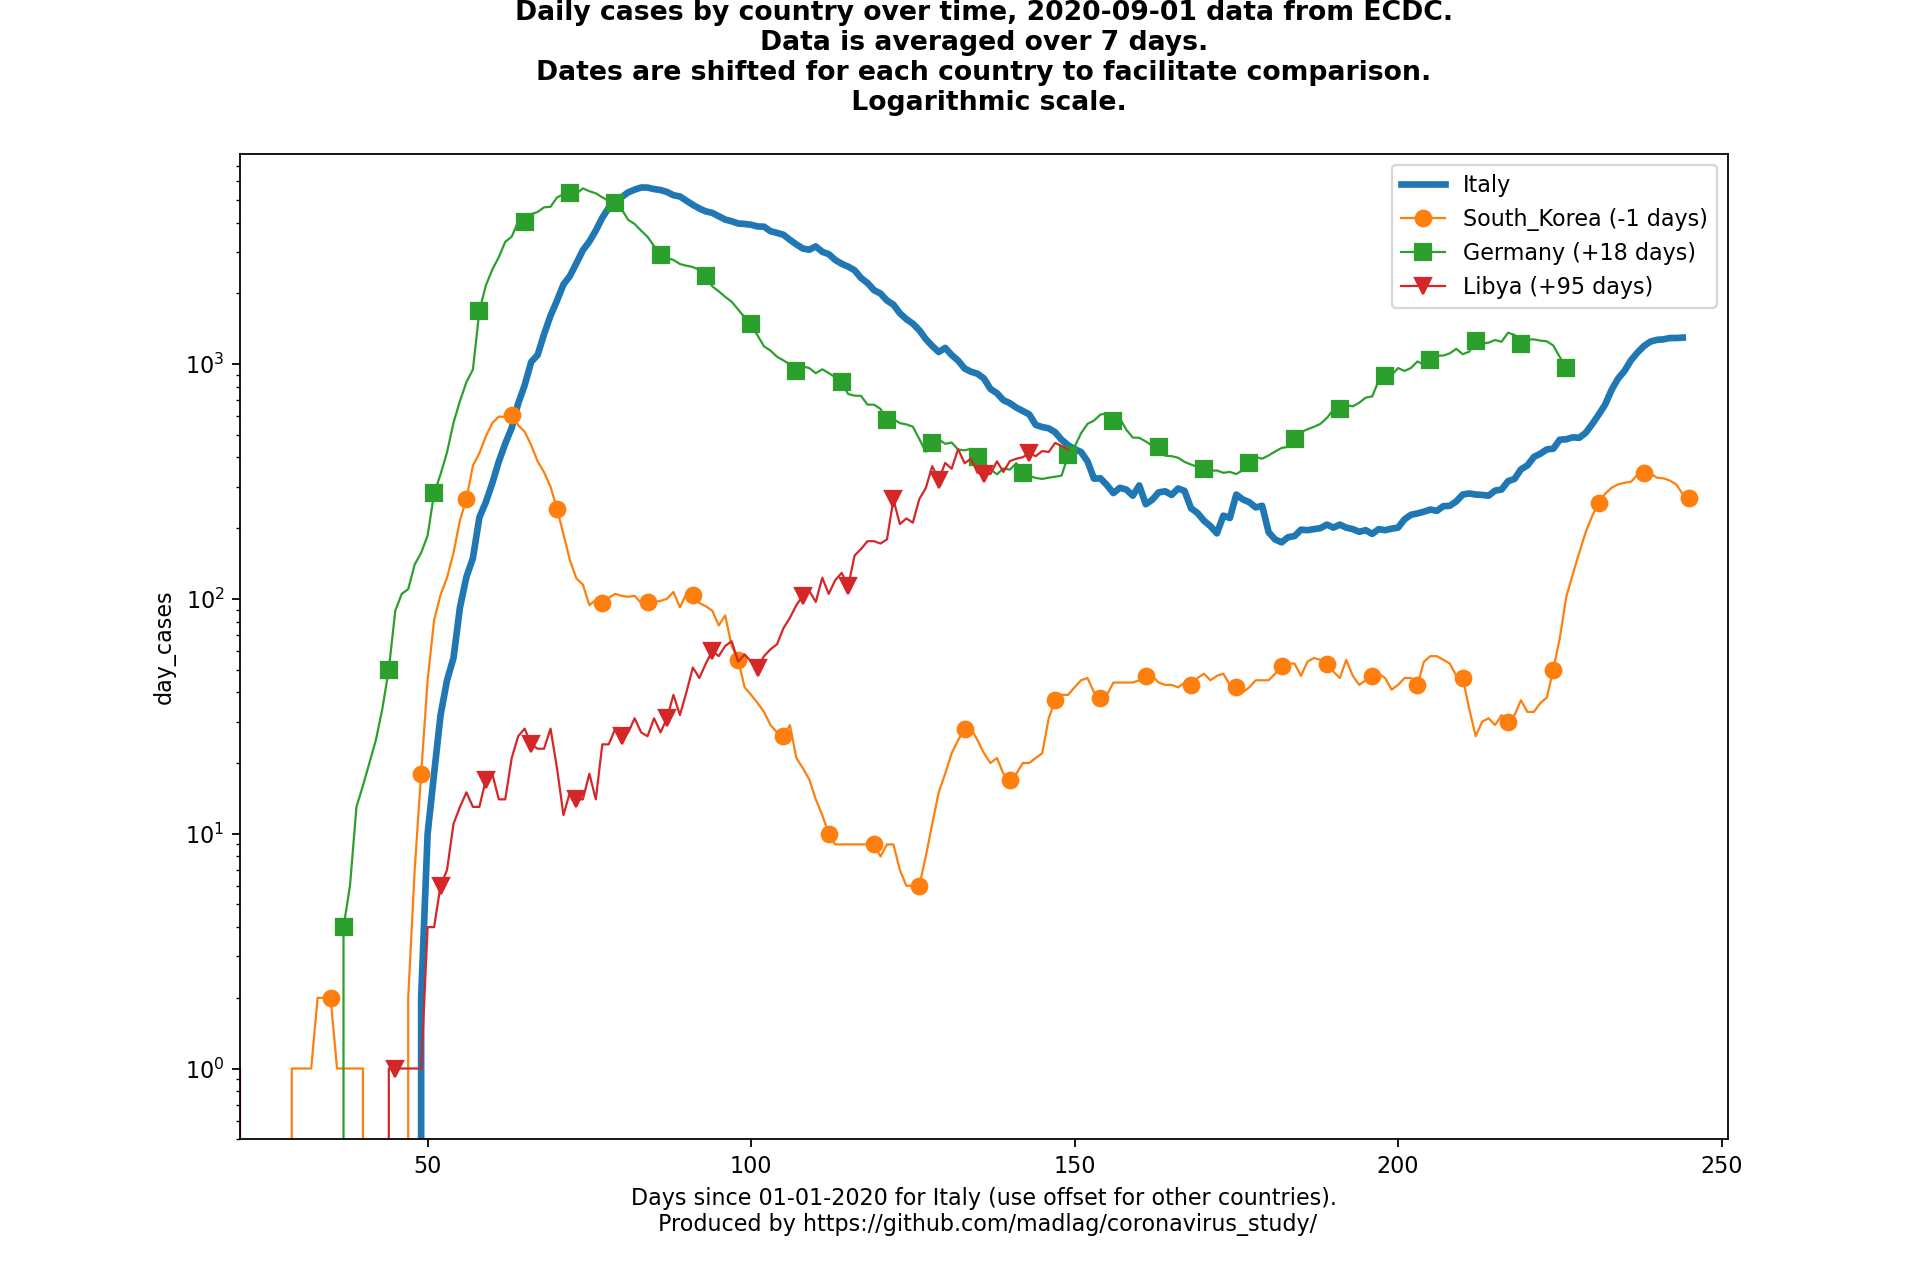 Daily cases by country over time, 2020-09-01 data from ECDC.
Data is averaged over 7 days.
Dates are shifted for each country to facilitate comparison.
Logarithmic scale.
Italy
South_Korea (-1 days)
Germany (+18 days)
Libya (+95 days)
10³
10²
10¹
10⁰
day_cases
50
100
150
200
250
Days since 01-01-2020 for Italy (use offset for other countries).
Produced by https://github.com/madlag/coronavirus_study/